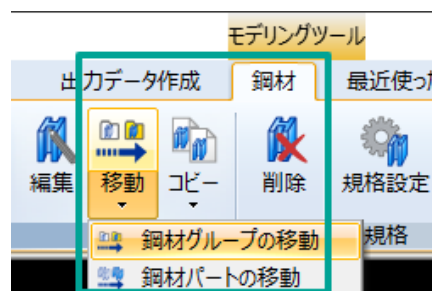 モデリングツール
出力データ作成 鋼材 最近使っ
編集 移動 コピー 削除 規格設定
鋼材グループの移動 規格
鋼材パートの移動